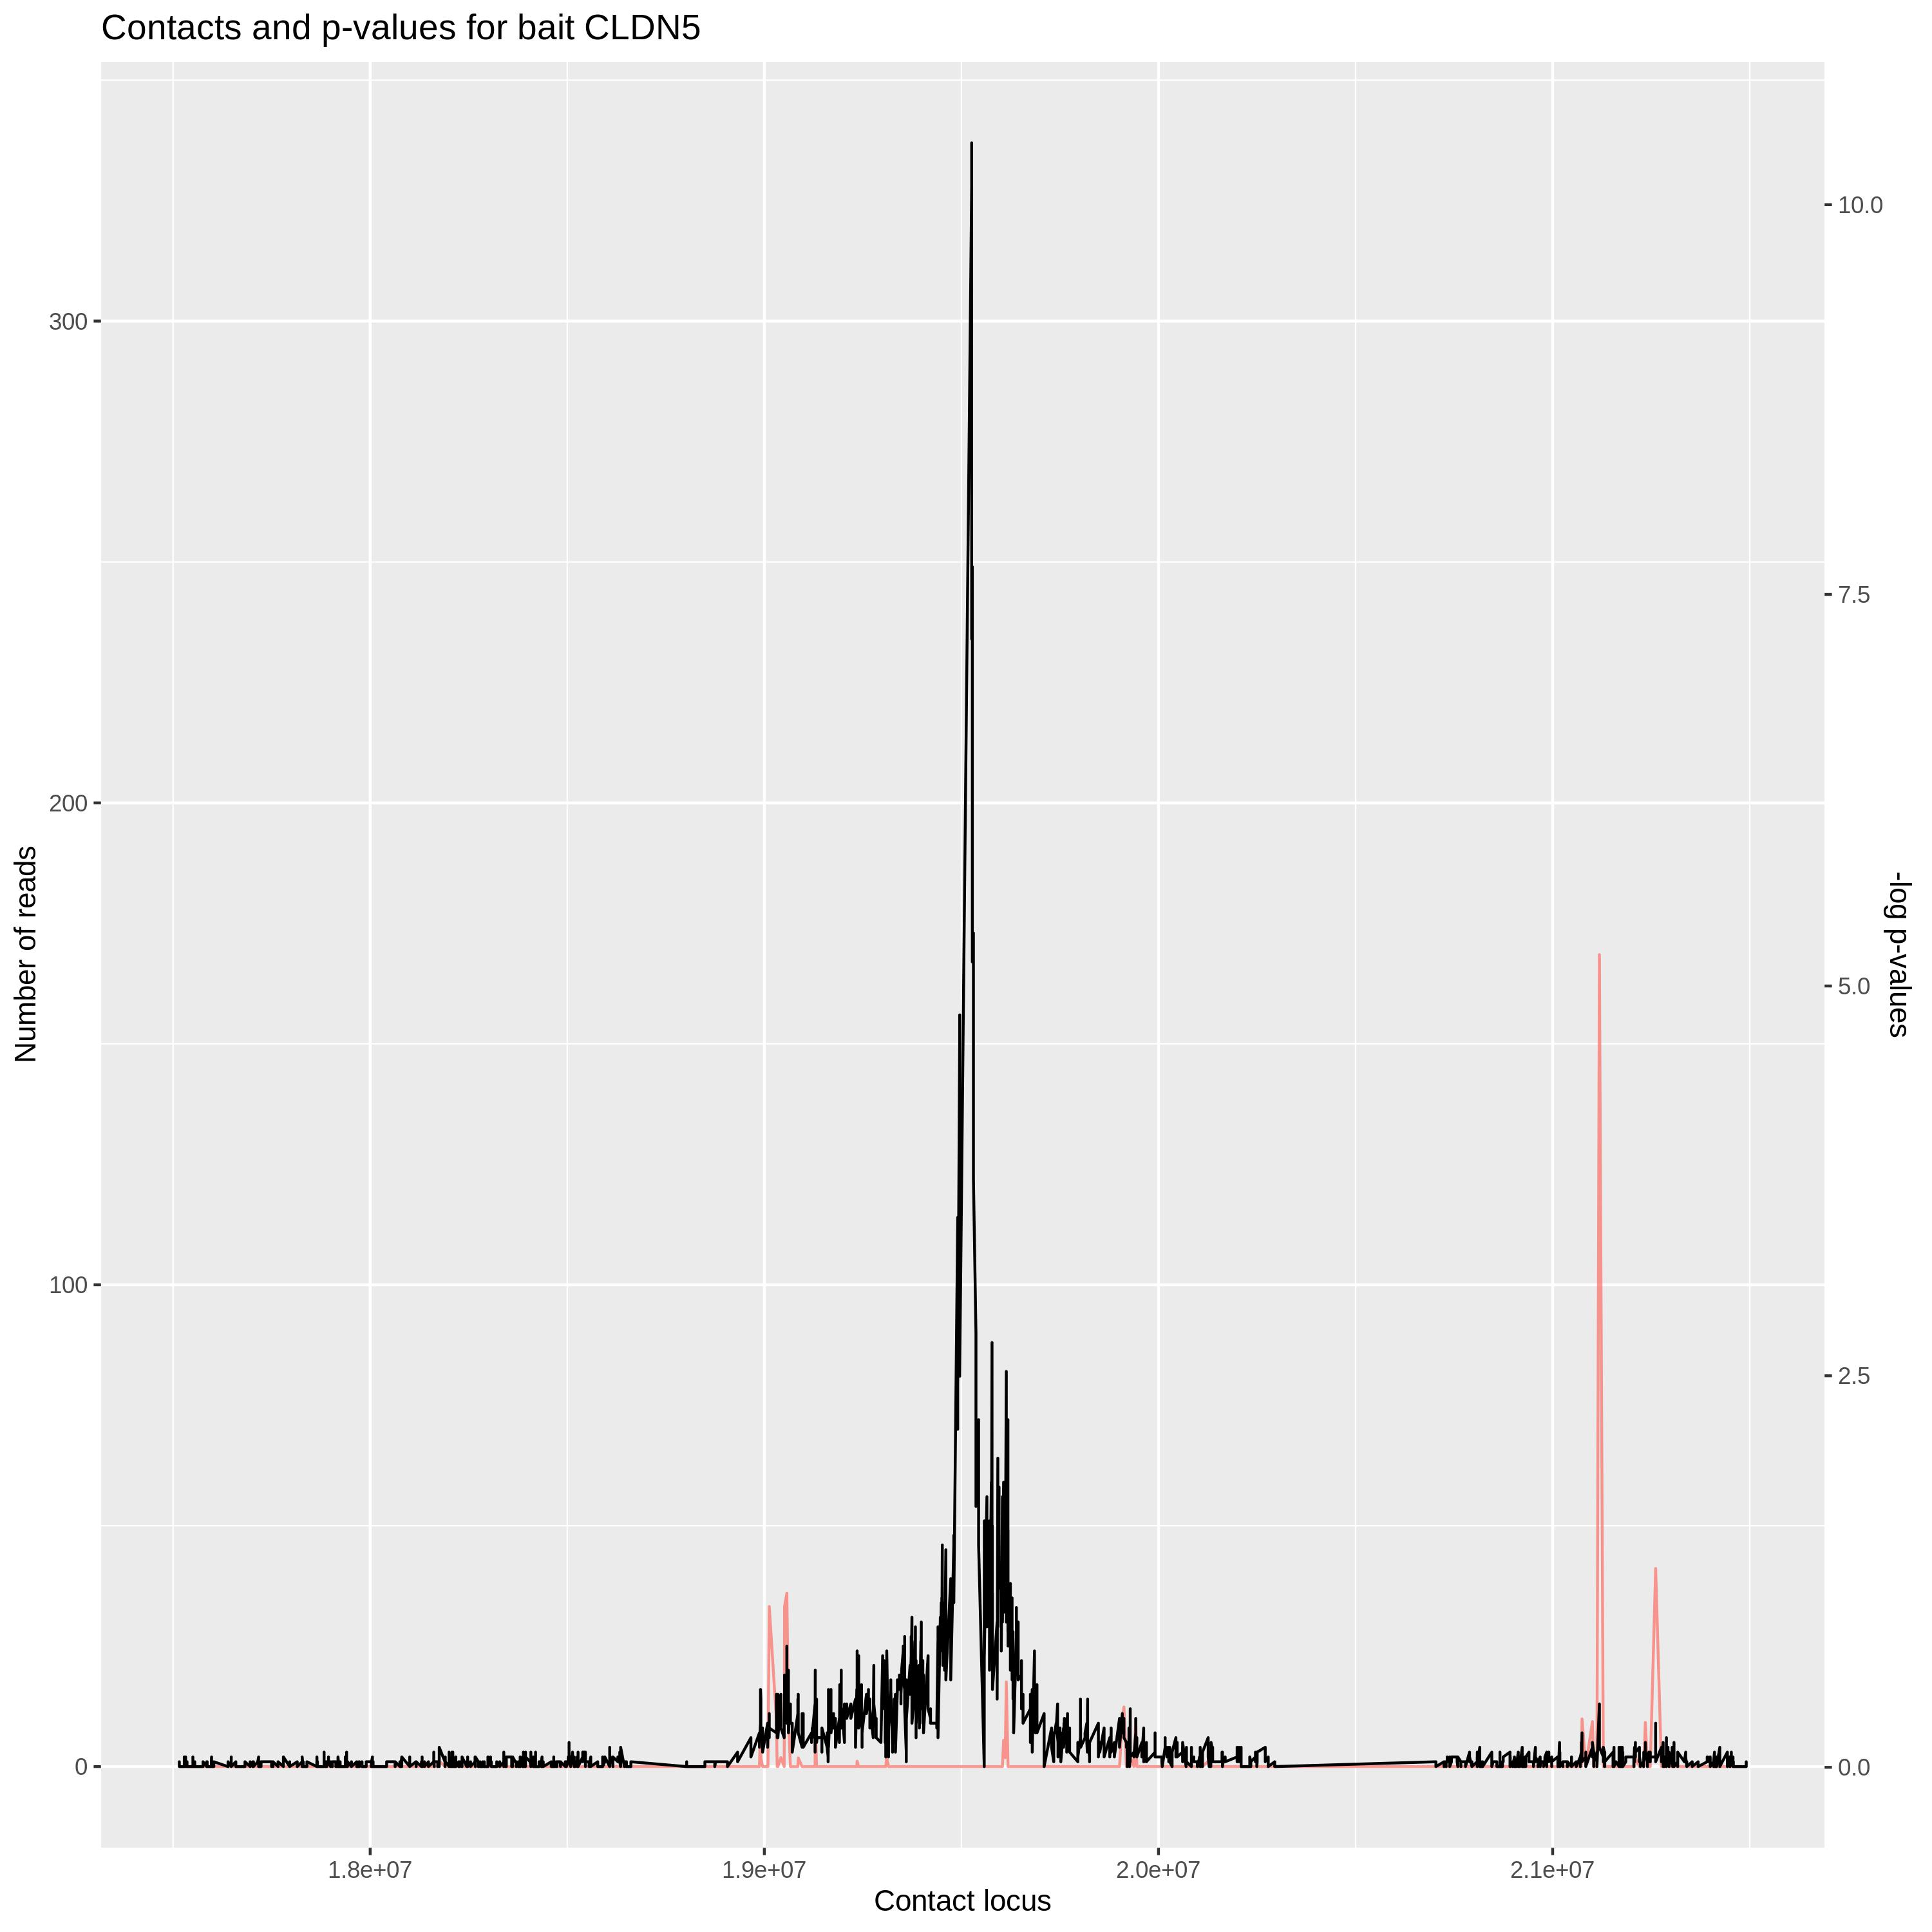 Contacts and p-values for bait CLDN5
300
200
100
0
Number of reads
10.0
7.5
5.0
2.5
0.0
-log p-values
1.8e+07
1.9e+07
2.0e+07
2.1e+07
Contact locus